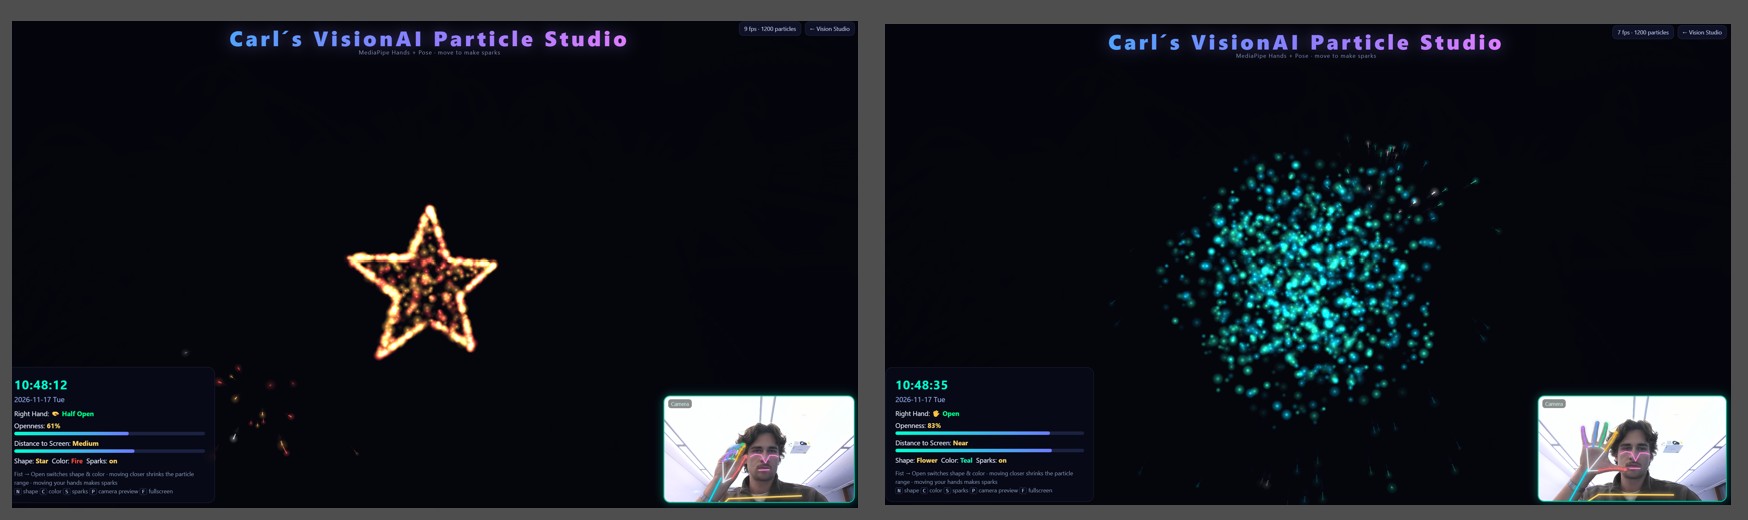 Carl´s VisionAI Particle Studio
MediaPipe Hands + Pose · move to make sparks
9 fps · 1200 particles
← Vision Studio
10:48:12
2026-11-17 Tue
Right Hand: Half Open
Openness: 61%
Distance to Screen: Medium
Shape: Star Color: Fire Sparks: on
Fist → Open switches shape & color · moving closer shrinks the particle
range · moving your hands makes sparks
N shape C color S sparks P camera preview F fullscreen
Camera
Carl´s VisionAI Particle Studio
MediaPipe Hands + Pose · move to make sparks
7 fps · 1200 particles
← Vision Studio
10:48:35
2026-11-17 Tue
Right Hand: Open
Openness: 83%
Distance to Screen: Near
Shape: Flower Color: Teal Sparks: on
Fist → Open switches shape & color · moving closer shrinks the particle
range · moving your hands makes sparks
N shape C color S sparks P camera preview F fullscreen
Camera